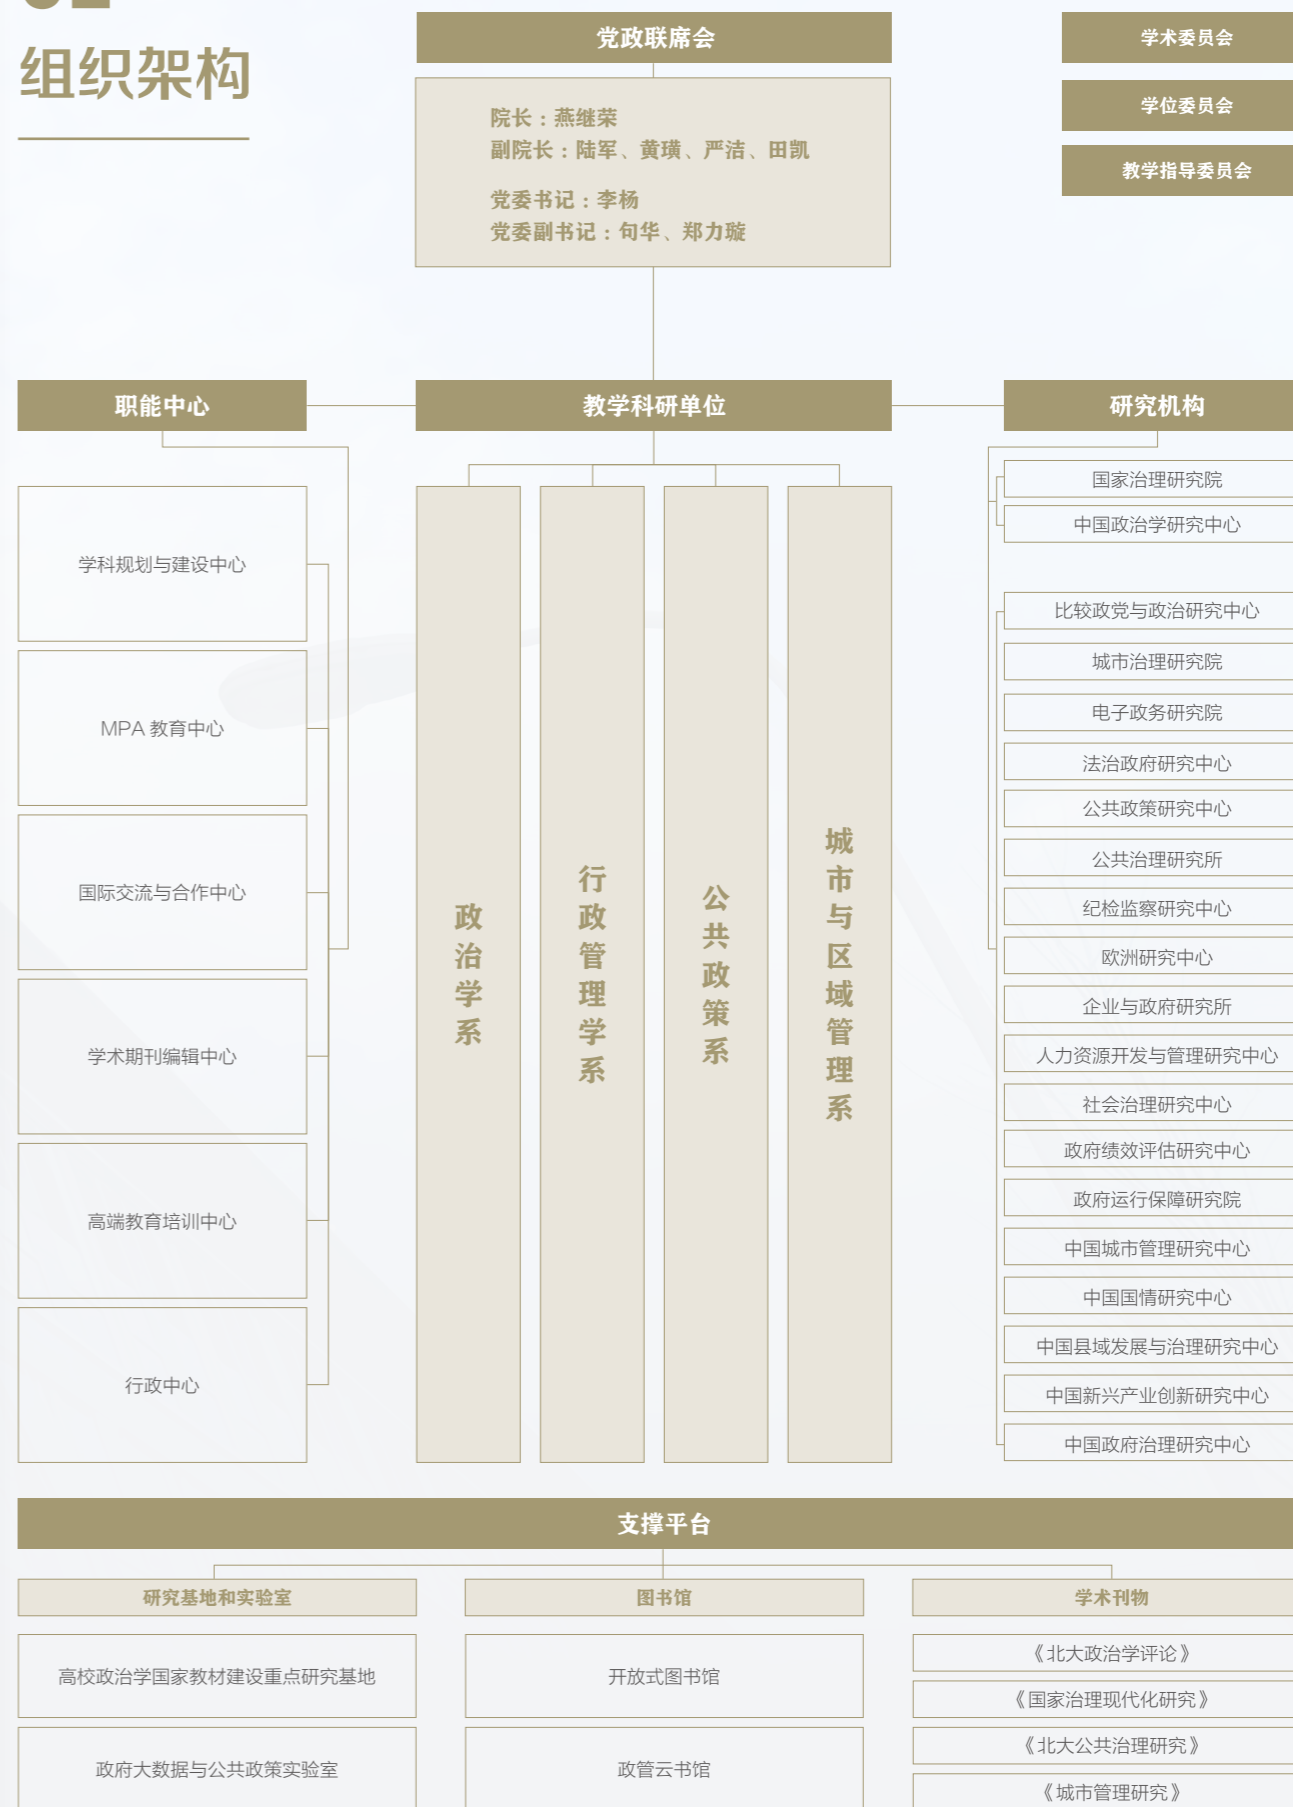 组织架构
党政联席会
院长：燕继荣
副院长：陆军、黄璜、严洁、田凯
党委书记：李杨
党委副书记：句华、郑力璇
学术委员会
学位委员会
教学指导委员会
职能中心
教学科研单位
研究机构
学科规划与建设中心
MPA 教育中心
国际交流与合作中心
学术期刊编辑中心
高端教育培训中心
行政中心
政治学系
行政管理学系
公共政策系
城市与区域管理系
国家治理研究院
中国政治学研究中心
比较政党与政治研究中心
城市治理研究院
电子政务研究院
法治政府研究中心
公共政策研究中心
公共治理研究所
纪检监察研究中心
欧洲研究中心
企业与政府研究所
人力资源开发与管理研究中心
社会治理研究中心
政府绩效评估研究中心
政府运行保障研究院
中国城市管理研究中心
中国国情研究中心
中国县域发展与治理研究中心
中国新兴产业创新研究中心
中国政府治理研究中心
支撑平台
研究基地和实验室
图书馆
学术刊物
高校政治学国家教材建设重点研究基地
政府大数据与公共政策实验室
开放式图书馆
政管云书馆
《北大政治学评论》
《国家治理现代化研究》
《北大公共治理研究》
《城市管理研究》